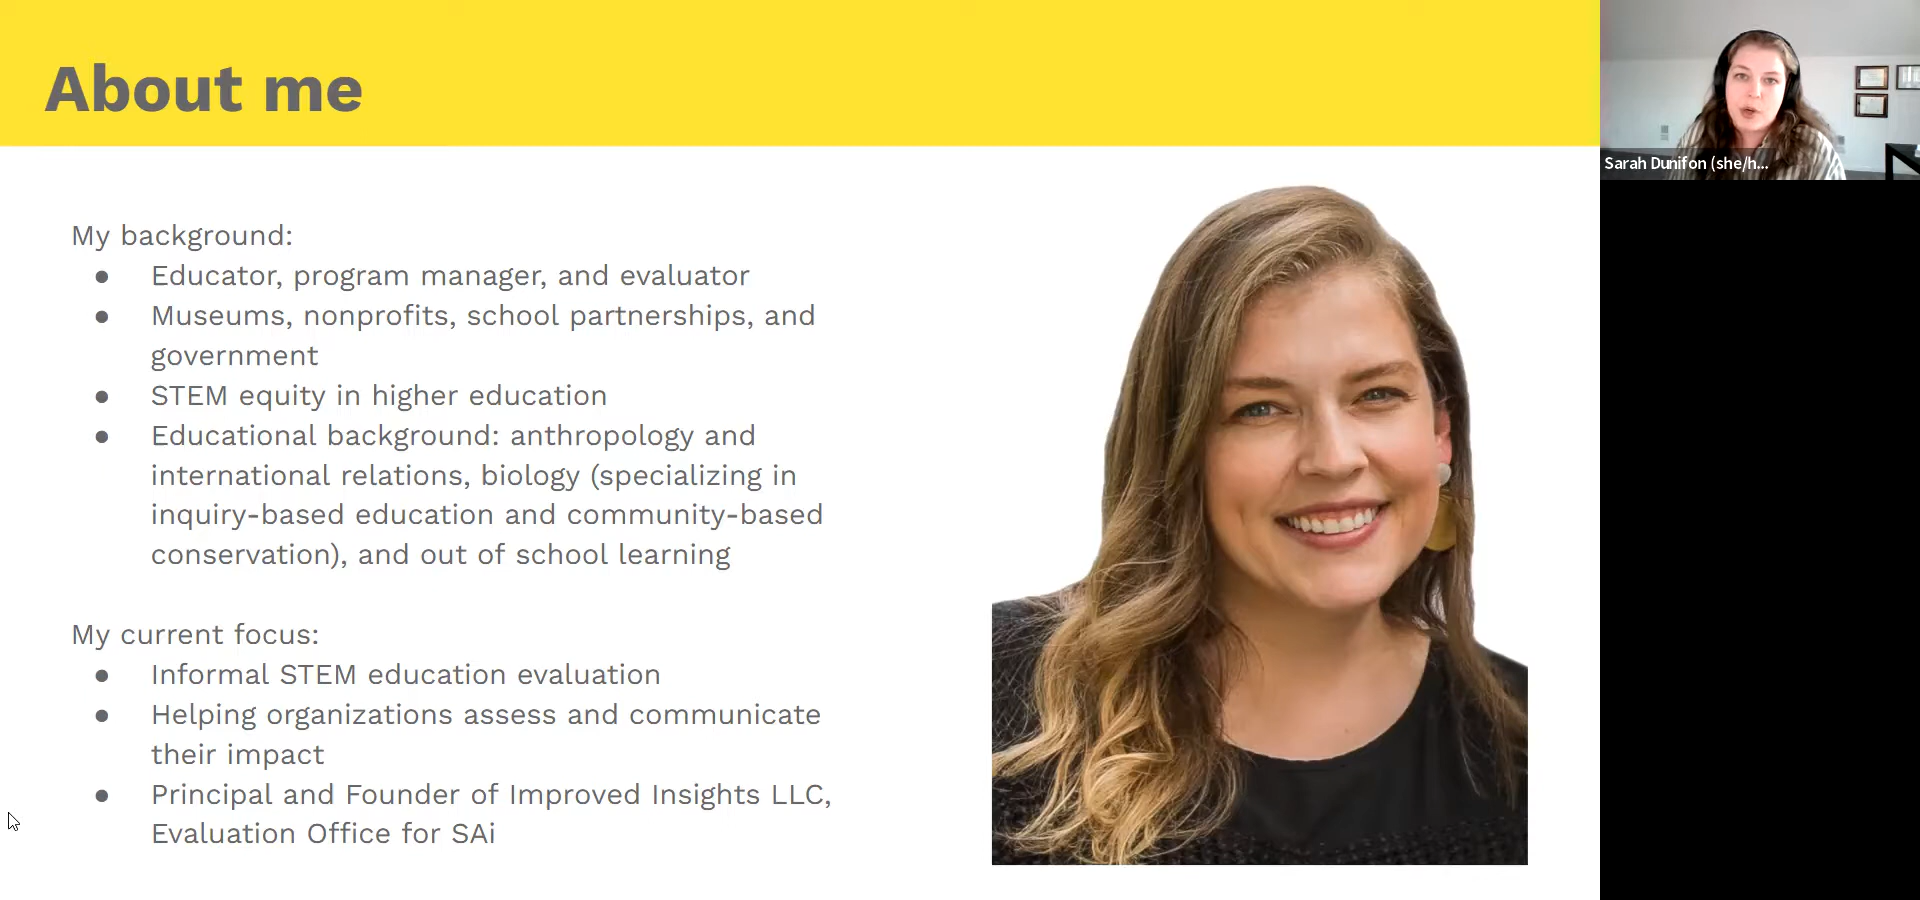 About me
Sarah Dunifon (she/h...
My background:
● Educator, program manager, and evaluator
● Museums, nonprofits, school partnerships, and
government
● STEM equity in higher education
● Educational background: anthropology and
international relations, biology (specializing in
inquiry-based education and community-based
conservation), and out of school learning
My current focus:
● Informal STEM education evaluation
● Helping organizations assess and communicate
their impact
● Principal and Founder of Improved Insights LLC,
Evaluation Office for SAi